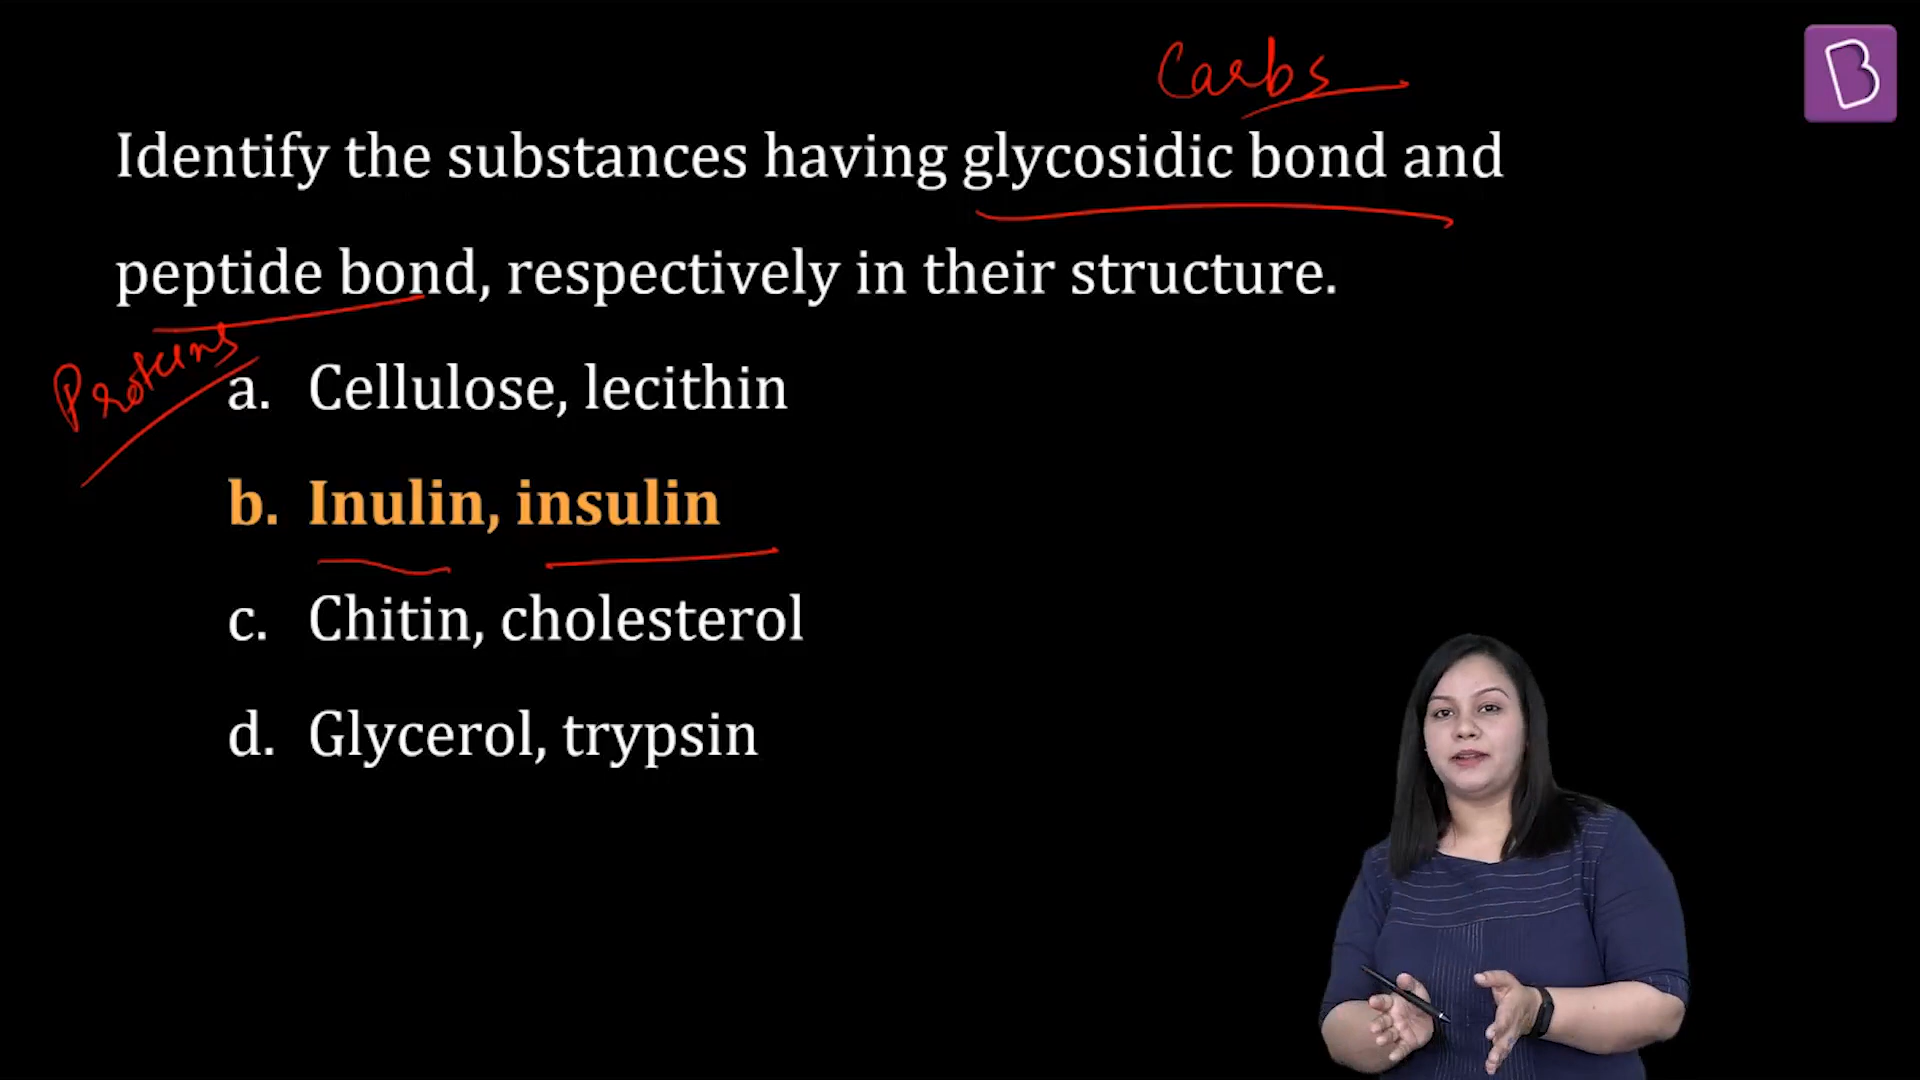 Carbs
Identify the substances having glycosidic bond and
peptide bond, respectively in their structure.
Proteins
a. Cellulose, lecithin
b. Inulin, insulin
c. Chitin, cholesterol
d. Glycerol, trypsin
B